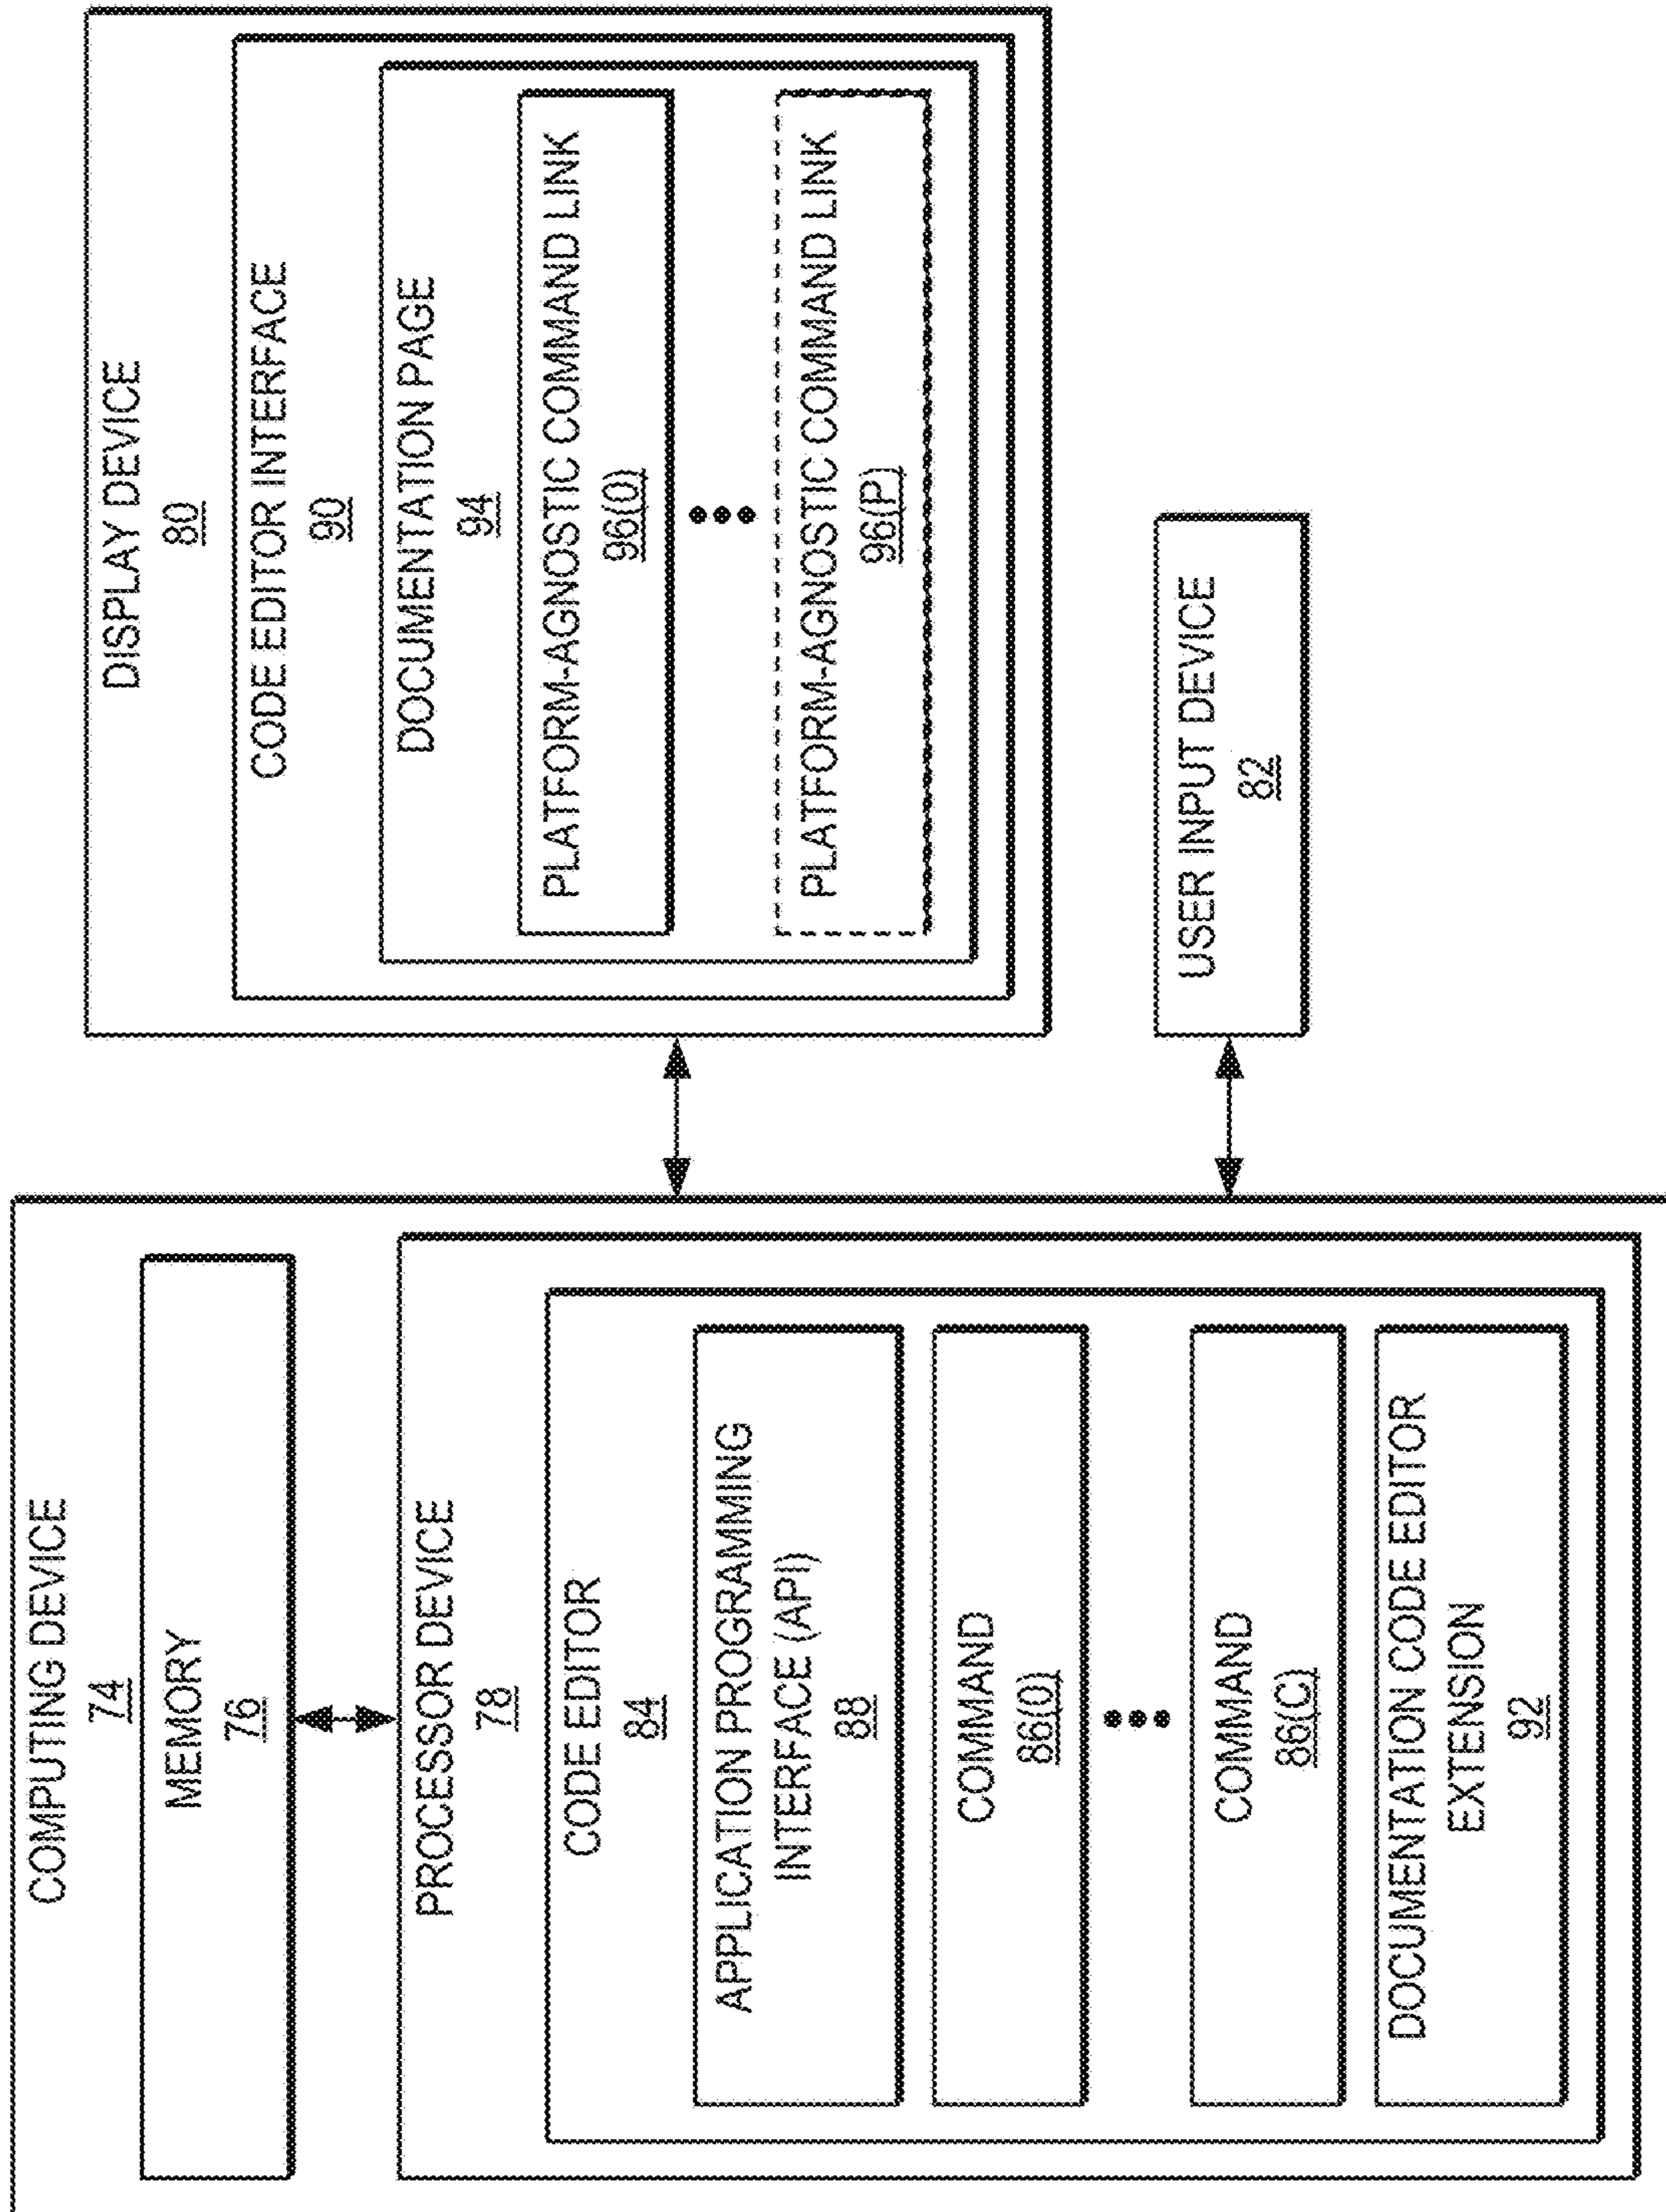 COMPUTING DEVICE
74
MEMORY
76
PROCESSOR DEVICE
78
CODE EDITOR
84
APPLICATION PROGRAMMING
INTERFACE (API)
88
COMMAND
86(0)
COMMAND
86(C)
DOCUMENTATION CODE EDITOR
EXTENSION
92
DISPLAY DEVICE
80
CODE EDITOR INTERFACE
90
DOCUMENTATION PAGE
94
PLATFORM-AGNOSTIC COMMAND LINK
96(0)
PLATFORM-AGNOSTIC COMMAND LINK
96(P)
USER INPUT DEVICE
82